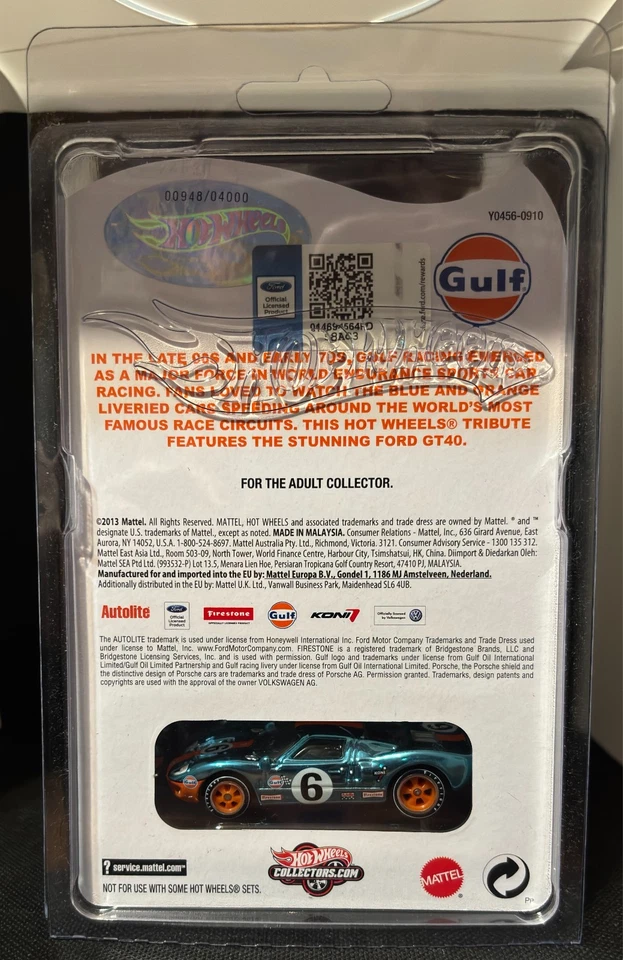 00948/04000
HOT WHEELS
Y0456-0910
Ford
Official
Licensed
Product
Gulf
IN THE LATE 60S AND EARLY 70S, GULF RACING EMERGED
AS A MAJOR FORCE IN WORLD ENDURANCE SPORTS CAR
RACING. FANS LOVED TO WATCH THE BLUE AND ORANGE
LIVERIED CARS SPEEDING AROUND THE WORLD'S MOST
FAMOUS RACE CIRCUITS. THIS HOT WHEELS® TRIBUTE
FEATURES THE STUNNING FORD GT40.
FOR THE ADULT COLLECTOR.
©2013 Mattel. All Rights Reserved. MATTEL, HOT WHEELS and associated trademarks and trade dress are owned by Mattel. ® and ™
designate U.S. trademarks of Mattel, except as noted. MADE IN MALAYSIA. Consumer Relations - Mattel, Inc., 636 Girard Avenue, East
Aurora, NY 14052, U.S.A. 1-800-524-8697. Mattel Australia Pty. Ltd., Richmond, Victoria. 3121. Consumer Advisory Service - 1300 135 312.
Mattel East Asia Ltd., Room 503-09, North Tower, World Finance Centre, Harbour City, Tsimshatsui, HK, China. Diimport & Diedarkan Oleh:
Mattel SEA Ptd Ltd. (993532-P) Lot 13.5, Menara Lien Hoe, Persiaran Tropicana Golf Country Resort, 47410 PJ, MALAYSIA.
Manufactured for and imported into the EU by: Mattel Europa B.V., Gondel 1, 1186 MJ Amstelveen, Nederland.
Additionally distributed in the EU by: Mattel U.K. Ltd., Vanwall Business Park, Maidenhead SL6 4UB.
Autolite
Ford
Official
Licensed
Product
Firestone
Gulf
KONI
Officially licensed
by Volkswagen
The AUTOLITE trademark is used under license from Honeywell International Inc. Ford Motor Company Trademarks and Trade Dress used
under license to Mattel, Inc. www.FordMotorCompany.com. FIRESTONE is a registered trademark of Bridgestone Brands, LLC and
Bridgestone Licensing Services, Inc. and is used with permission. Gulf logo and trademarks under license from Gulf Oil International
Limited/Gulf Oil Limited Partnership and Gulf racing livery under license from Gulf Oil International Limited. Porsche, the Porsche shield and
the distinctive design of Porsche cars are trademarks and trade dress of Porsche AG. Permission granted. Trademarks, design patents and
copyrights are used with the approval of the owner VOLKSWAGEN AG.
Gulf
6
Firestone
? service.mattel.com™
HOT WHEELS
COLLECTORS.COM
MATTEL
NOT FOR USE WITH SOME HOT WHEELS® SETS.